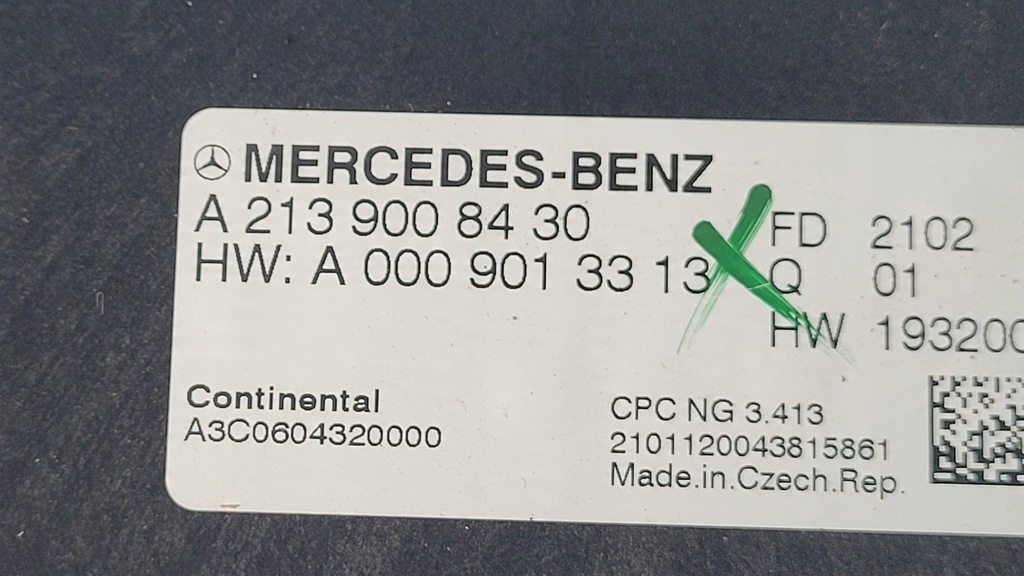 MERCEDES-BENZ
A 213 900 84 30
HW: A 000 901 33 13
FD 2102
Q 01
HW 193200
Continental
A3C0604320000
CPC NG 3.413
2101120043815861
Made.in.Czech.Rep.